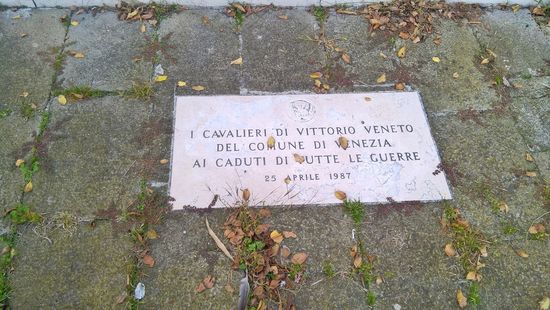 I CAVALIERI DI VITTORIO VENETO
DEL COMUNE DI VENEZIA
AI CADUTI DI TUTTE LE GUERRE
25 APRILE 1987